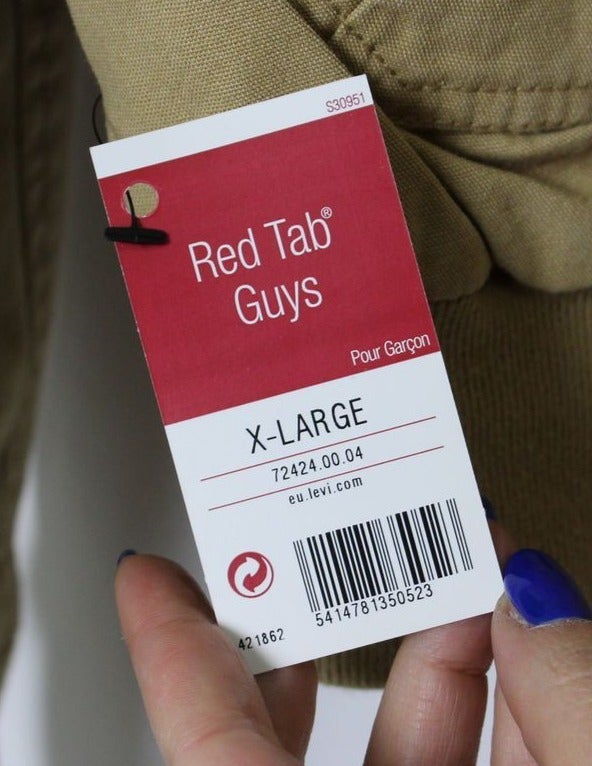 S30951
Red Tab®
Guys
Pour Garçon
X-LARGE
72424.00.04
eu.levi.com
5414781350523
421862